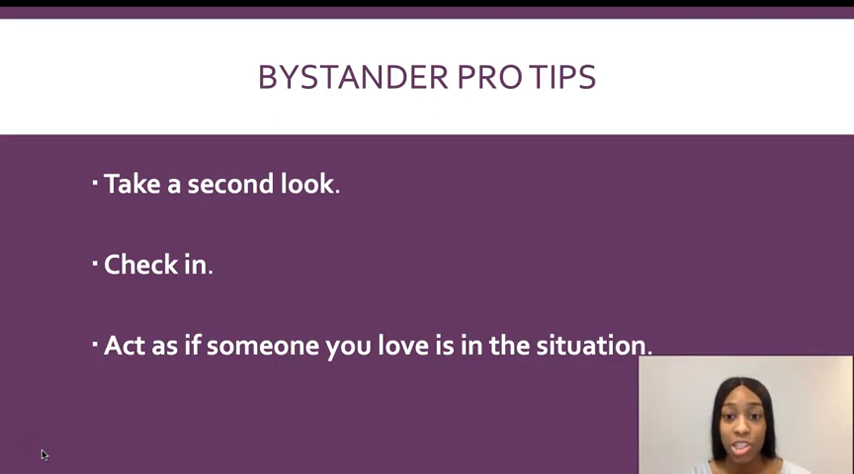 BYSTANDER PRO TIPS
▪ Take a second look.
▪ Check in.
▪ Act as if someone you love is in the situation.